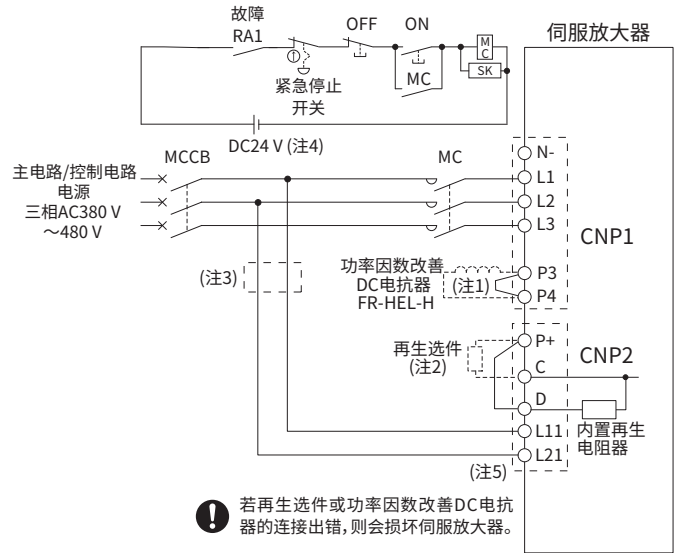 故障
RA1
OFF
ON
MC
MC
SK
紧急停止
开关
DC24 V (注4)
伺服放大器
主电路/控制电路
电源
三相AC380 V
～480 V
MCCB
MC
N-
L1
L2
L3
CNP1
功率因数改善
DC电抗器
FR-HEL-H
(注1)
P3
P4
(注3)
再生选件
(注2)
P+
C
D
CNP2
L11
L21
内置再生
电阻器
(注5)
若再生选件或功率因数改善DC电抗
器的连接出错，则会损坏伺服放大器。